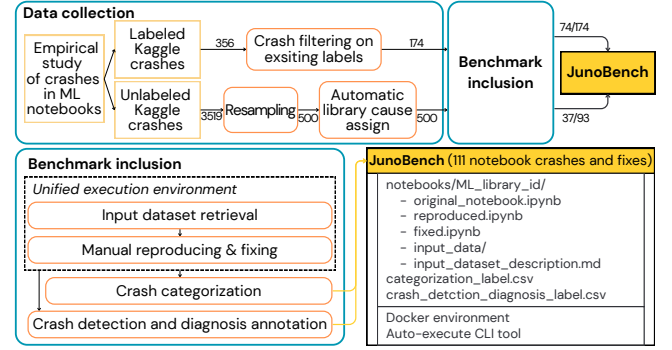 Data collection
Empirical
study
of crashes
in ML
notebooks
Labeled
Kaggle
crashes
356
Crash filtering on
exsiting labels
174
Unlabeled
Kaggle
crashes
3519
Resampling
500
Automatic
library cause
assign
500
Benchmark
inclusion
74/174
JunoBench
37/93
Benchmark inclusion
Unified execution environment
Input dataset retrieval
Manual reproducing & fixing
Crash categorization
Crash detection and diagnosis annotation
JunoBench (111 notebook crashes and fixes)
notebooks/ML_library_id/
- original_notebook.ipynb
- reproduced.ipynb
- fixed.ipynb
- input_data/
- input_dataset_description.md
categorization_label.csv
crash_detction_diagnosis_label.csv
Docker environment
Auto-execute CLI tool